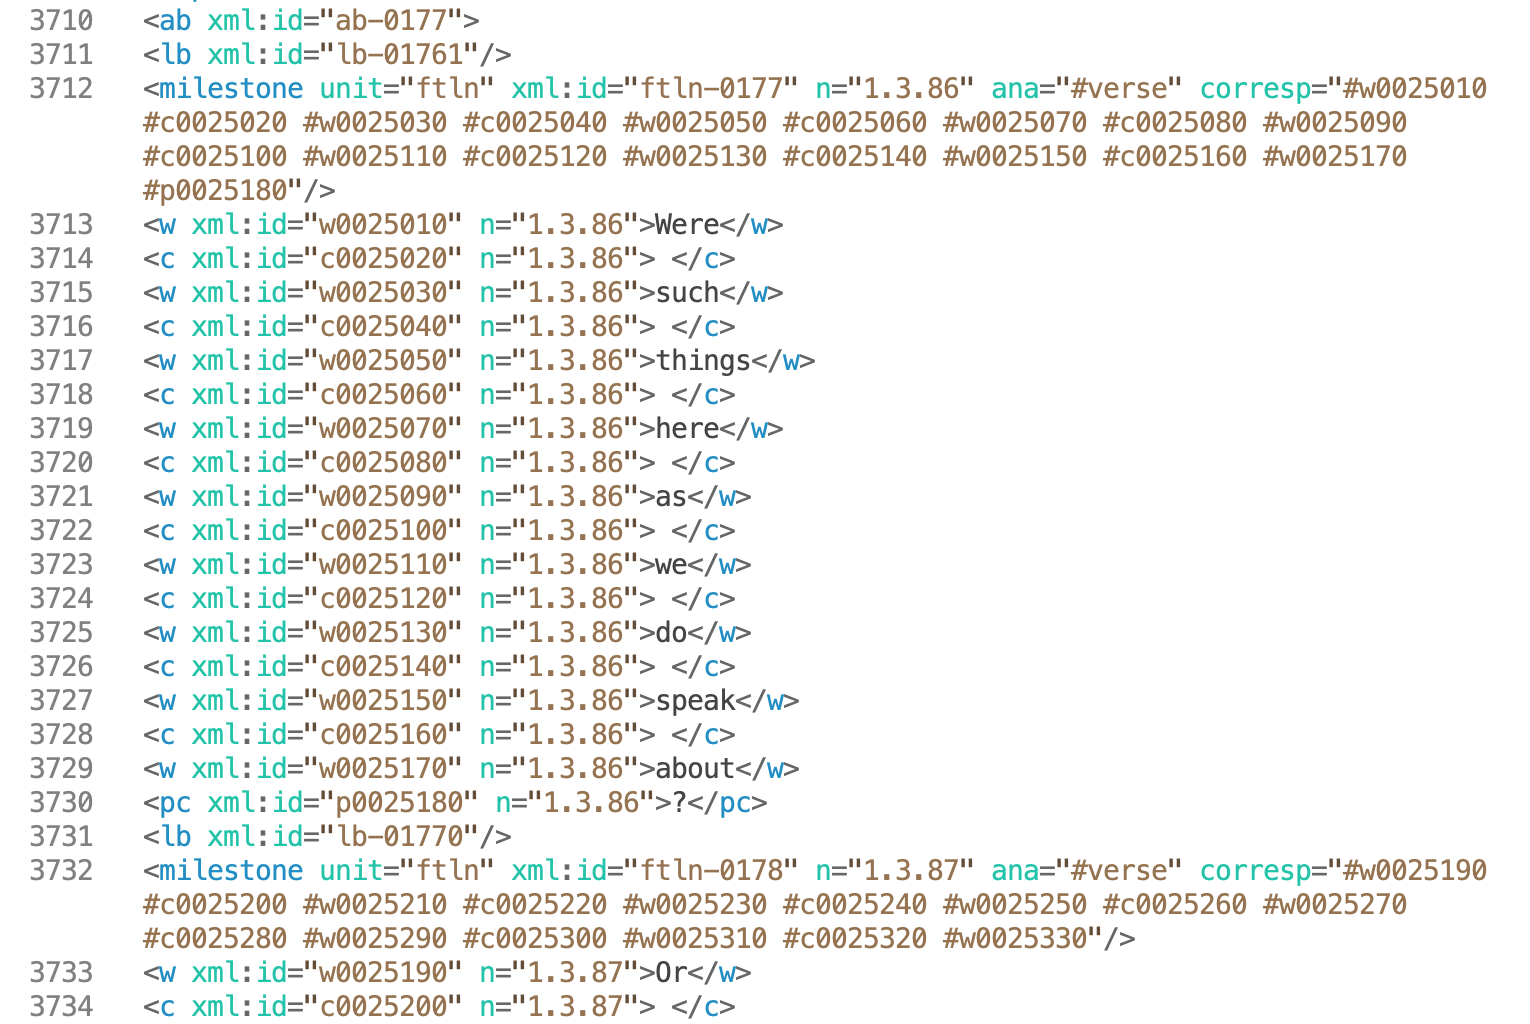 3710 <ab xml:id="ab-0177">
3711 <lb xml:id="lb-01761"/>
3712 <milestone unit="ftln" xml:id="ftln-0177" n="1.3.86" ana="#verse" corresp="#w0025010
#c0025020 #w0025030 #c0025040 #w0025050 #c0025060 #w0025070 #c0025080 #w0025090
#c0025100 #w0025110 #c0025120 #w0025130 #c0025140 #w0025150 #c0025160 #w0025170
#p0025180"/>
3713 <w xml:id="w0025010" n="1.3.86">Were</w>
3714 <c xml:id="c0025020" n="1.3.86"> </c>
3715 <w xml:id="w0025030" n="1.3.86">such</w>
3716 <c xml:id="c0025040" n="1.3.86"> </c>
3717 <w xml:id="w0025050" n="1.3.86">things</w>
3718 <c xml:id="c0025060" n="1.3.86"> </c>
3719 <w xml:id="w0025070" n="1.3.86">here</w>
3720 <c xml:id="c0025080" n="1.3.86"> </c>
3721 <w xml:id="w0025090" n="1.3.86">as</w>
3722 <c xml:id="c0025100" n="1.3.86"> </c>
3723 <w xml:id="w0025110" n="1.3.86">we</w>
3724 <c xml:id="c0025120" n="1.3.86"> </c>
3725 <w xml:id="w0025130" n="1.3.86">do</w>
3726 <c xml:id="c0025140" n="1.3.86"> </c>
3727 <w xml:id="w0025150" n="1.3.86">speak</w>
3728 <c xml:id="c0025160" n="1.3.86"> </c>
3729 <w xml:id="w0025170" n="1.3.86">about</w>
3730 <pc xml:id="p0025180" n="1.3.86">?</pc>
3731 <lb xml:id="lb-01770"/>
3732 <milestone unit="ftln" xml:id="ftln-0178" n="1.3.87" ana="#verse" corresp="#w0025190
#c0025200 #w0025210 #c0025220 #w0025230 #c0025240 #w0025250 #c0025260 #w0025270
#c0025280 #w0025290 #c0025300 #w0025310 #c0025320 #w0025330"/>
3733 <w xml:id="w0025190" n="1.3.87">Or</w>
3734 <c xml:id="c0025200" n="1.3.87"> </c>